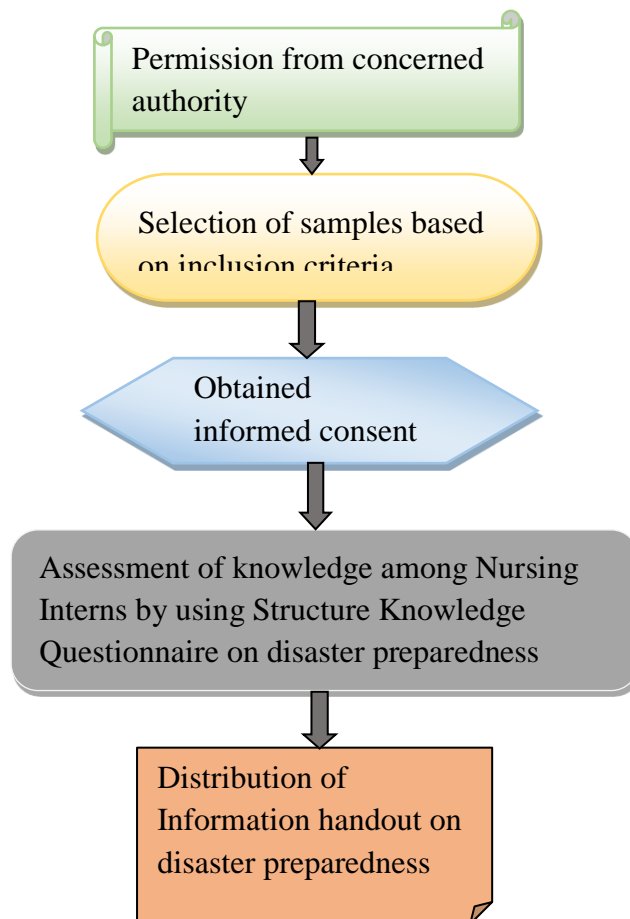 Permission from concerned
authority
Selection of samples based
on inclusion criteria
Obtained
informed consent
Assessment of knowledge among Nursing
Interns by using Structure Knowledge
Questionnaire on disaster preparedness
Distribution of
Information handout on
disaster preparedness